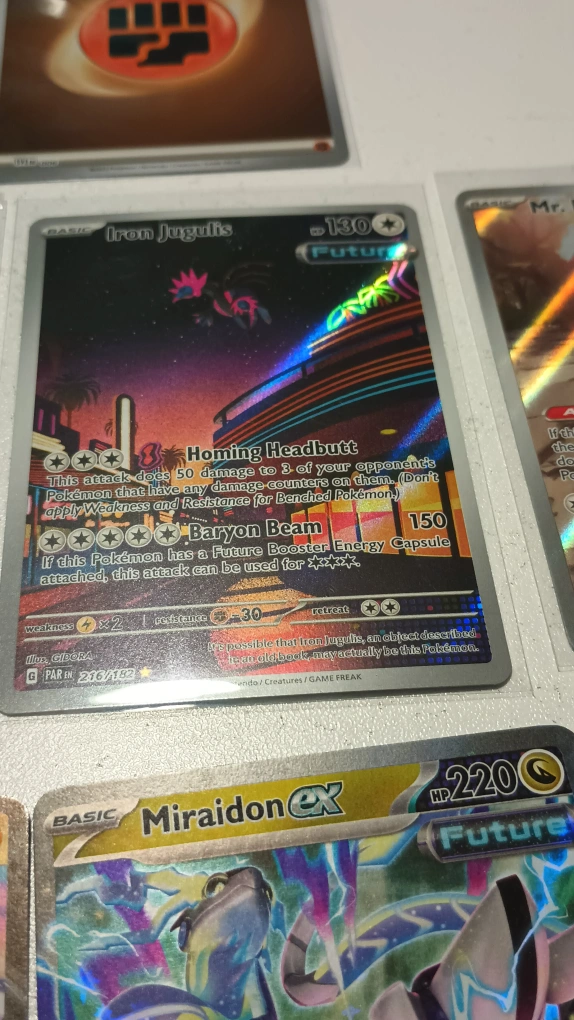 BASIC Iron Jugulis HP 130
Future
Homing Headbutt
This attack does 50 damage to 3 of your opponent's
Pokémon that have any damage counters on them. (Don't
apply Weakness and Resistance for Benched Pokémon.)
Baryon Beam 150
If this Pokémon has a Future Booster Energy Capsule
attached, this attack can be used for
weakness ×2 resistance -30 retreat
It's possible that Iron Jugulis, an object described
in an old book, may actually be this Pokémon.
Illus. GIDORA
G PAR EN 216/182
/ Creatures / GAME FREAK
BASIC Mr.
BASIC Miraidon ex HP 220
Future